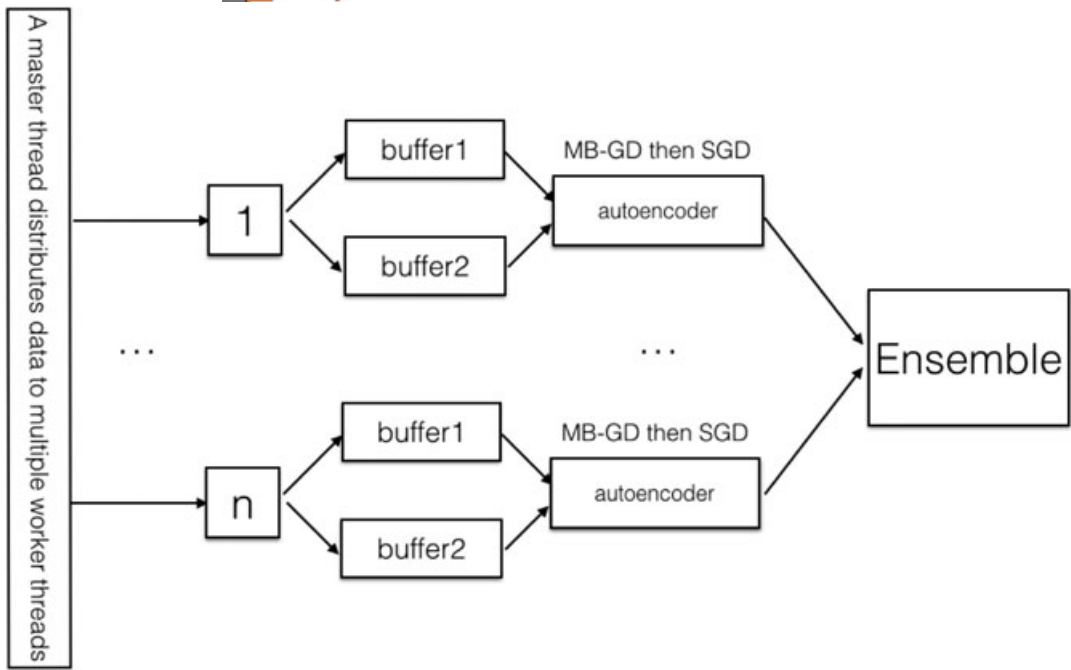 A master thread distributes data to multiple worker threads
1
buffer1
buffer2
MB-GD then SGD
autoencoder
...
...
Ensemble
n
buffer1
buffer2
MB-GD then SGD
autoencoder